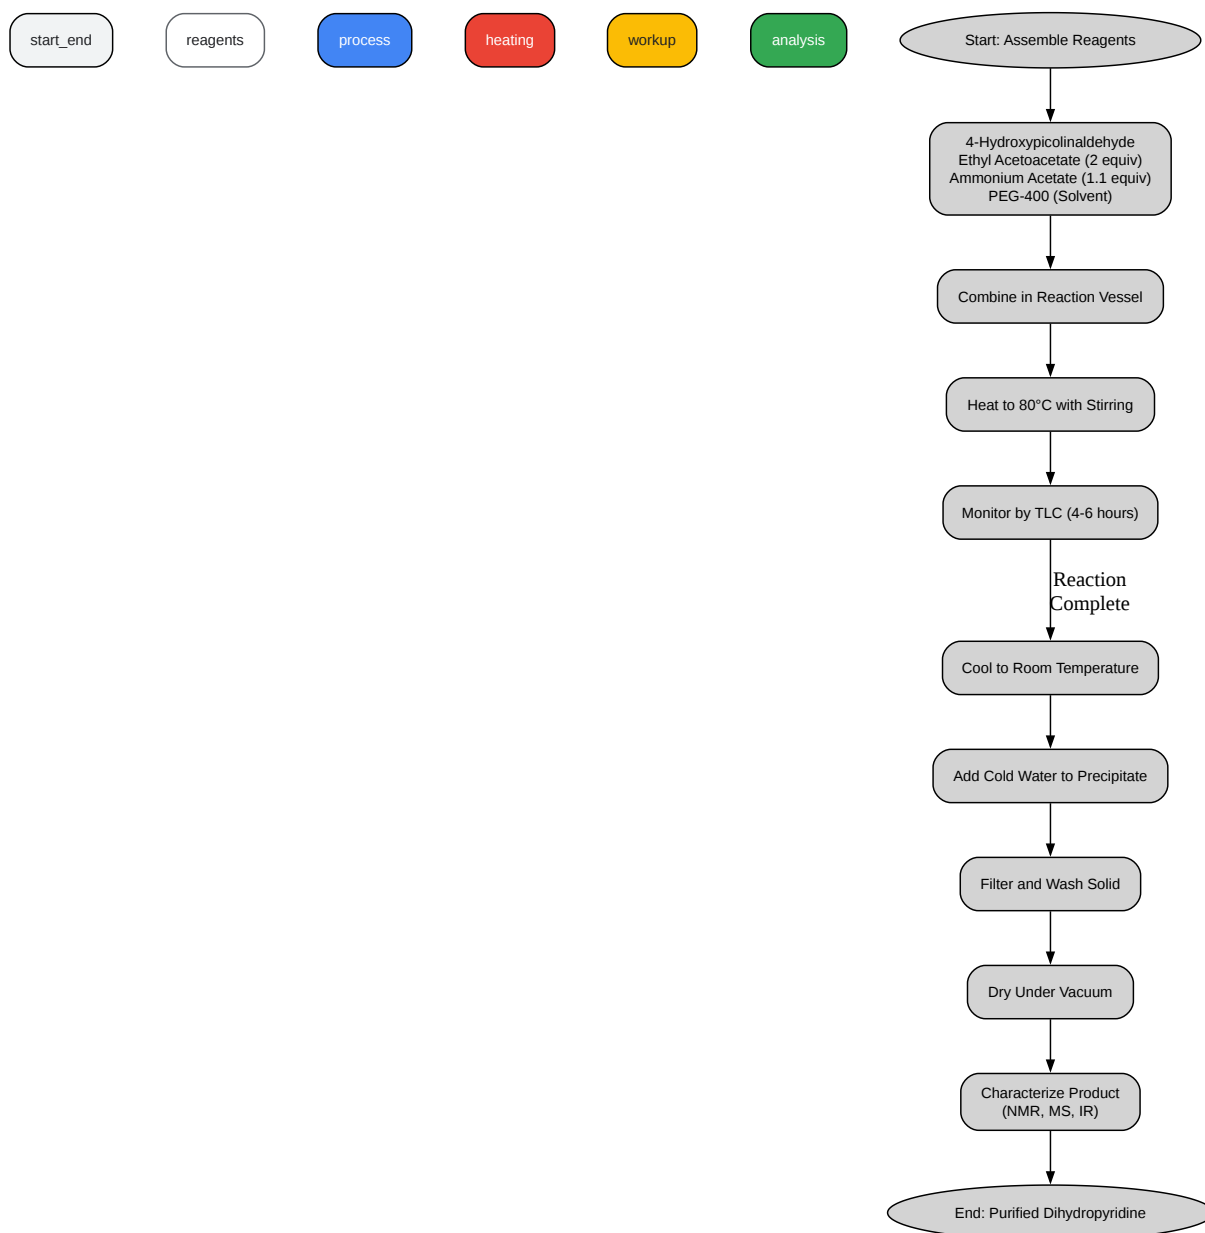 start_end
reagents
process
heating
workup
analysis
Start: Assemble Reagents
4-Hydroxypicolinaldehyde
Ethyl Acetoacetate (2 equiv)
Ammonium Acetate (1.1 equiv)
PEG-400 (Solvent)
Combine in Reaction Vessel
Heat to 80°C with Stirring
Monitor by TLC (4-6 hours)
Reaction
Complete
Cool to Room Temperature
Add Cold Water to Precipitate
Filter and Wash Solid
Dry Under Vacuum
Characterize Product
(NMR, MS, IR)
End: Purified Dihydropyridine